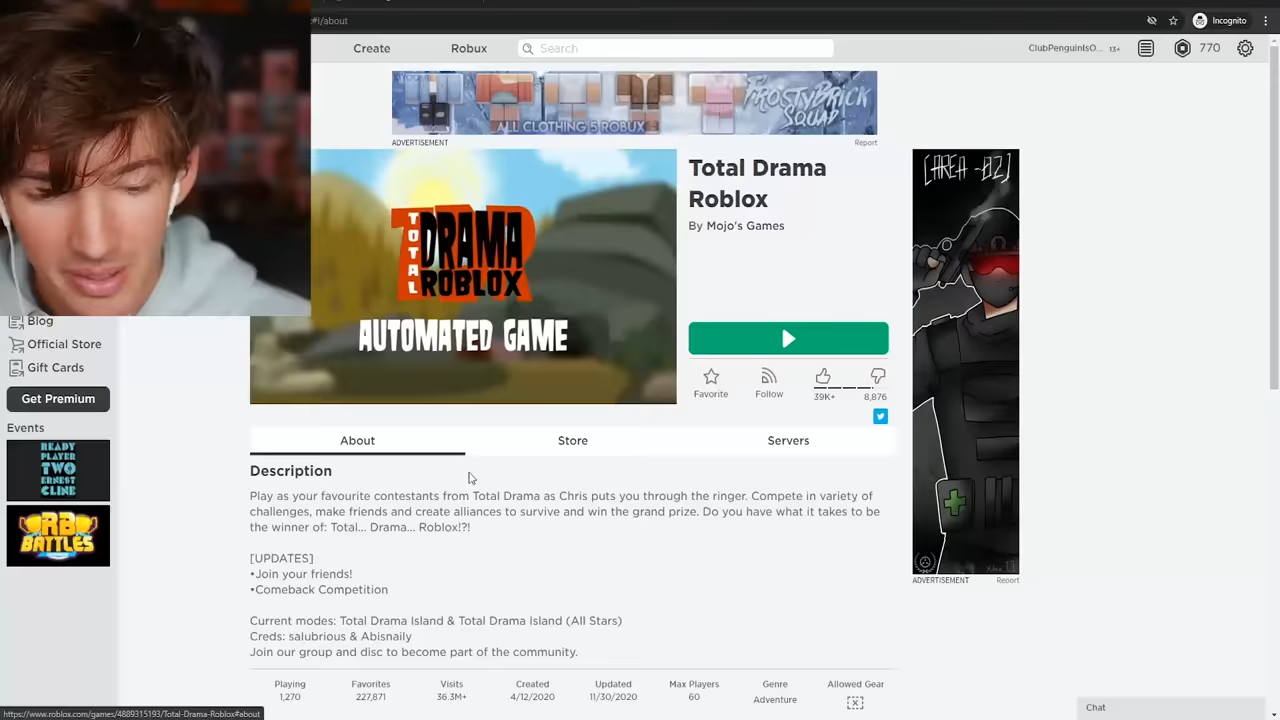 #!/about
Incognito
Create
Robux
Search
ClubPenguinIsO...
13+
770
ALL CLOTHING 5 ROBUX
FROSTYBRICK
SQUAD
ADVERTISEMENT
Report
TOTAL
DRAMA
ROBLOX
AUTOMATED GAME
Total Drama
Roblox
By Mojo's Games
[AREA -02]
Favorite
Follow
39K+
8,876
Blog
Official Store
Gift Cards
Get Premium
Events
READY
PLAYER
TWO
ERNEST
CLINE
RB
BATTLES
About
Store
Servers
Description
Play as your favourite contestants from Total Drama as Chris puts you through the ringer. Compete in variety of
challenges, make friends and create alliances to survive and win the grand prize. Do you have what it takes to
be the winner of: Total... Drama... Roblox!?!
[UPDATES]
•Join your friends!
•Comeback Competition
Current modes: Total Drama Island & Total Drama Island (All Stars)
Creds: salubrious & Abisnaily
Join our group and disc to become part of the community.
ADVERTISEMENT
Report
Playing
1,270
Favorites
227,871
Visits
36.3M+
Created
4/12/2020
Updated
11/30/2020
Max Players
60
Genre
Adventure
Allowed Gear
Chat
https://www.roblox.com/games/4889315193/Total-Drama-Roblox#about